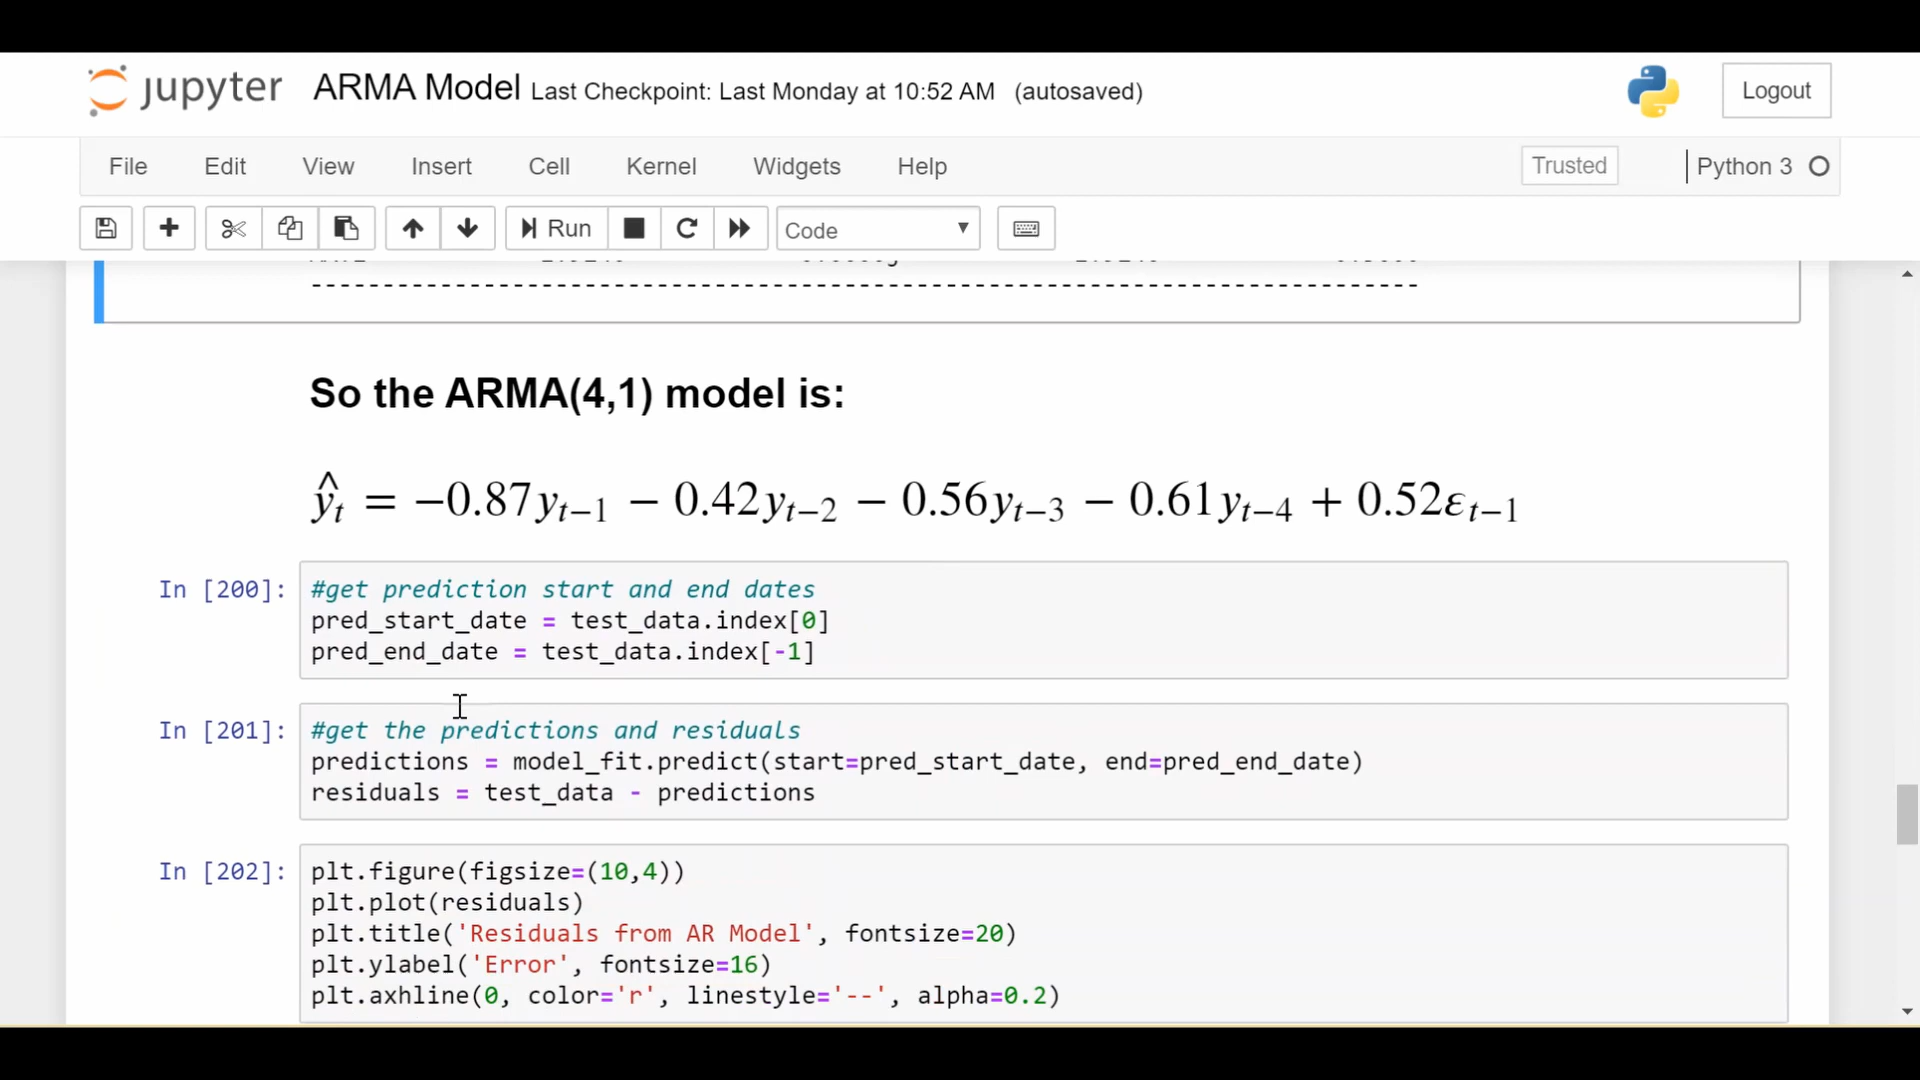 jupyter ARMA Model Last Checkpoint: Last Monday at 10:52 AM (autosaved) Logout
File Edit View Insert Cell Kernel Widgets Help Trusted Python 3
Run Code
--------------------------------------------------------------------------
So the ARMA(4,1) model is:
ŷₜ = −0.87yₜ₋₁ − 0.42yₜ₋₂ − 0.56yₜ₋₃ − 0.61yₜ₋₄ + 0.52εₜ₋₁
In [200]: #get prediction start and end dates
pred_start_date = test_data.index[0]
pred_end_date = test_data.index[-1]
In [201]: #get the predictions and residuals
predictions = model_fit.predict(start=pred_start_date, end=pred_end_date)
residuals = test_data - predictions
In [202]: plt.figure(figsize=(10,4))
plt.plot(residuals)
plt.title('Residuals from AR Model', fontsize=20)
plt.ylabel('Error', fontsize=16)
plt.axhline(0, color='r', linestyle='--', alpha=0.2)